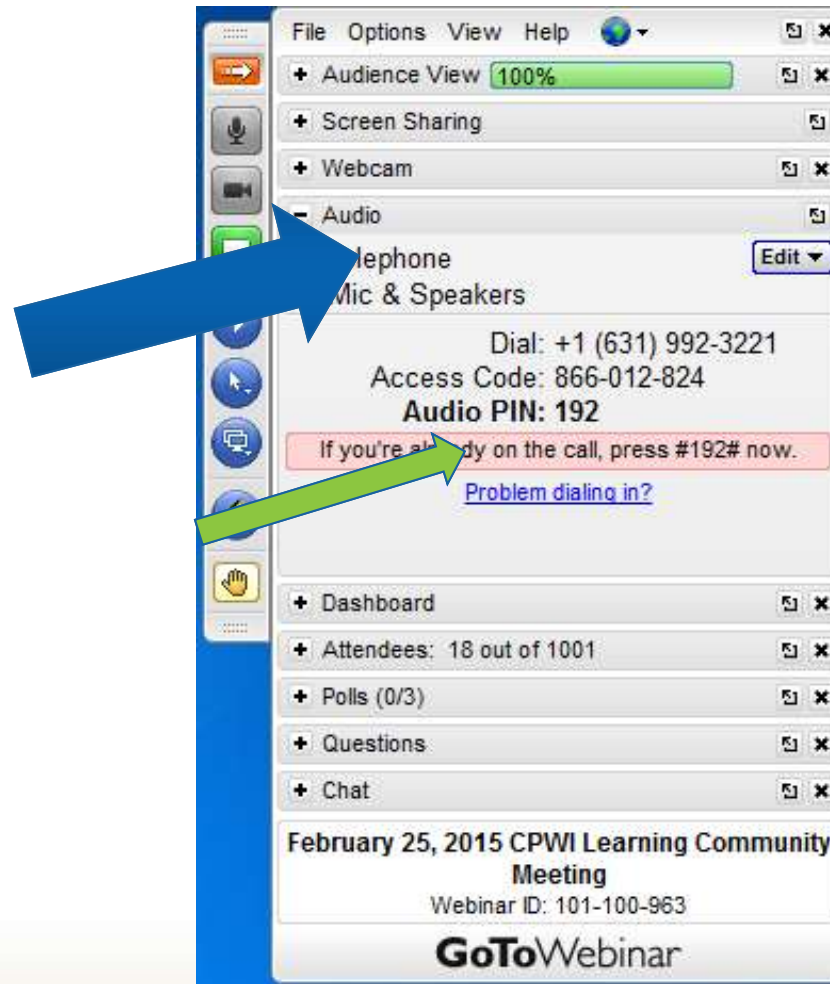 File Options View Help
Audience View 100%
Screen Sharing
Webcam
Audio
lephone Edit
Mic & Speakers
Dial: +1 (631) 992-3221
Access Code: 866-012-824
Audio PIN: 192
If you're already on the call, press #192# now.
Problem dialing in?
Dashboard
Attendees: 18 out of 1001
Polls (0/3)
Questions
Chat
February 25, 2015 CPWI Learning Community
Meeting
Webinar ID: 101-100-963
GoToWebinar